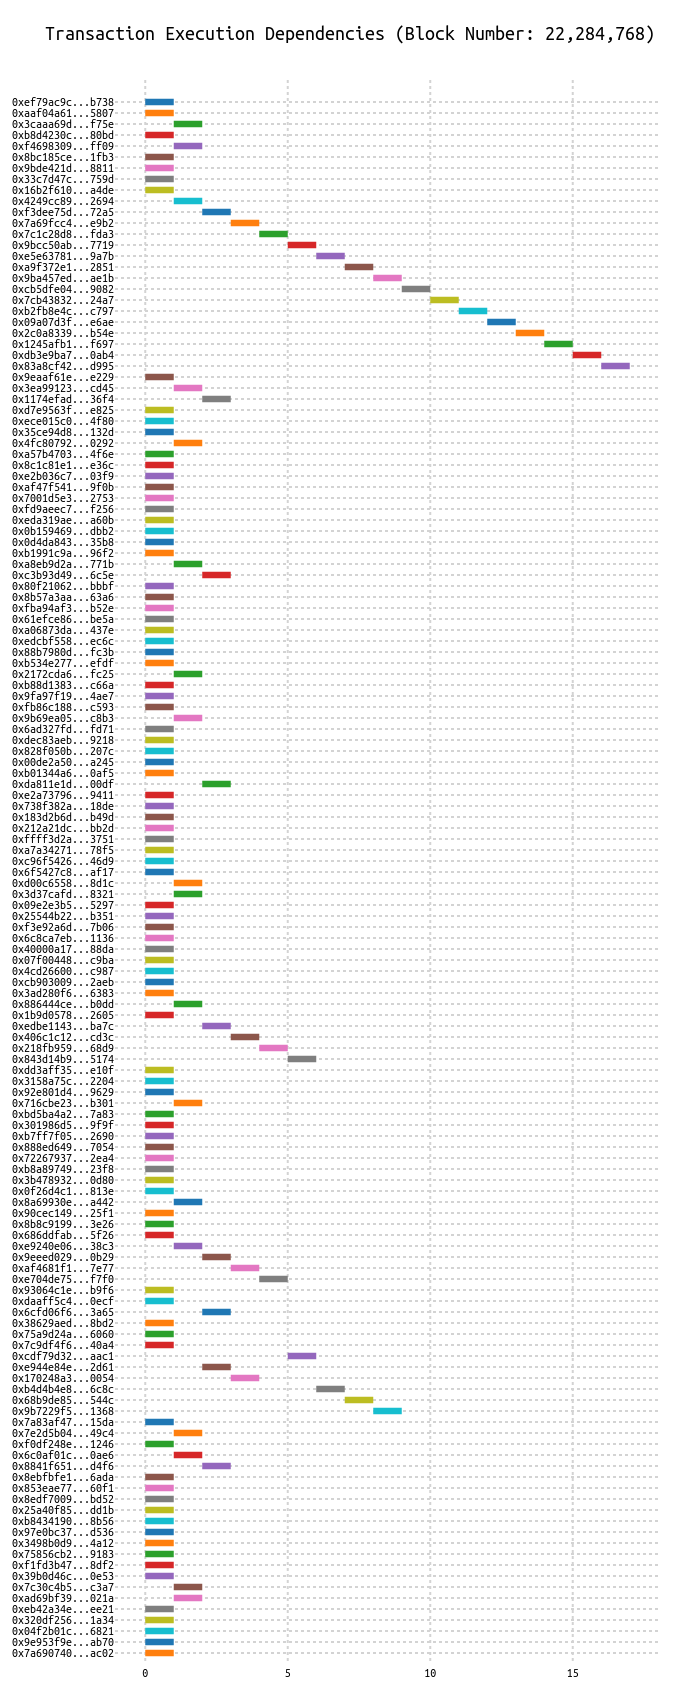 Transaction Execution Dependencies (Block Number: 22,284,768)
0xef79ac9c...b738
0xaaf04a61...5807
0x3caaa69d...f75e
0xb8d4230c...80bd
0xf4698309...ff09
0x8bc185ce...1fb3
0x9bde421d...8811
0x33c7d47c...759d
0x16b2f610...a4de
0x4249cc89...2694
0xf3dee75d...72a5
0x7a69fcc4...e9b2
0x7c1c28d8...fda3
0x9bcc50ab...7719
0xe5e63781...9a7b
0xa9f372e1...2851
0x9ba457ed...ae1b
0xcb5dfe04...9082
0x7cb43832...24a7
0xb2fb8e4c...c797
0x09a07d3f...e6ae
0x2c0a8339...b54e
0x1245afb1...f697
0xdb3e9ba7...0ab4
0x83a8cf42...d995
0x9eaaf61e...e229
0x3ea99123...cd45
0x1174efad...36f4
0xd7e9563f...e825
0xece015c0...4f80
0x35ce94d8...132d
0x4fc80792...0292
0xa57b4703...4f6e
0x8c1c81e1...e36c
0xe2b036c7...03f9
0xaf47f541...9f0b
0x7001d5e3...2753
0xfd9aeec7...f256
0xeda319ae...a60b
0x0b159469...dbb2
0x0d4da843...35b8
0xb1991c9a...96f2
0xa8eb9d2a...771b
0xc3b93d49...6c5e
0x80f21062...bbbf
0x8b57a3aa...63a6
0xfba94af3...b52e
0x61efce86...be5a
0xa06873da...437e
0xedcbf558...ec6c
0x88b7980d...fc3b
0xb534e277...efdf
0x2172cda6...fc25
0xb88d1383...c66a
0x9fa97f19...4ae7
0xfb86c188...c593
0x9b69ea05...c8b3
0x6ad327fd...fd71
0xdec83aeb...9218
0x828f050b...207c
0x00de2a50...a245
0xb01344a6...0af5
0xda811e1d...00df
0xe2a73796...9411
0x738f382a...18de
0x183d2b6d...b49d
0x212a21dc...bb2d
0xffff3d2a...3751
0xa7a34271...78f5
0xc96f5426...46d9
0x6f5427c8...af17
0xd00c6558...8d1c
0x3d37cafd...8321
0x09e2e3b5...5297
0x25544b22...b351
0xf3e92a6d...7b06
0x6c8ca7eb...1136
0x40000a17...88da
0x07f00448...c9ba
0x4cd26600...c987
0xcb903009...2aeb
0x3ad280f6...6383
0x886444ce...b0dd
0x1b9d0578...2605
0xedbe1143...ba7c
0x406c1c12...cd3c
0x218fb959...68d9
0x843d14b9...5174
0xdd3aff35...e10f
0x3158a75c...2204
0x92e801d4...9629
0x716cbe23...b301
0xbd5ba4a2...7a83
0x301986d5...9f9f
0xb7ff7f05...2690
0x888ed649...7054
0x72267937...2ea4
0xb8a89749...23f8
0x3b478932...0d80
0x0f26d4c1...813e
0x8a69930e...a442
0x90cec149...25f1
0x8b8c9199...3e26
0x686ddfab...5f26
0xe9240e06...38c3
0x9eeed029...0b29
0xaf4681f1...7e77
0xe704de75...f7f0
0x93064c1e...b9f6
0xdaaff5c4...0ecf
0x6cfd06f6...3a65
0x38629aed...8bd2
0x75a9d24a...6060
0x7c9df4f6...40a4
0xcdf79d32...aac1
0xe944e84e...2d61
0x170248a3...0054
0xb4d4b4e8...6c8c
0x68b9de85...544c
0x9b7229f5...1368
0x7a83af47...15da
0x7e2d5b04...49c4
0xf0df248e...1246
0x6c0af01c...0ae6
0x8841f651...d4f6
0x8ebfbfe1...6ada
0x853eae77...60f1
0x8edf7009...bd52
0x25a40f85...dd1b
0xb8434190...8b56
0x97e0bc37...d536
0x3498b0d9...4a12
0x75856cb2...9183
0xf1fd3b47...8df2
0x39b0d46c...0e53
0x7c30c4b5...c3a7
0xad69bf39...021a
0xeb42a34e...ee21
0x320df256...1a34
0x04f2b01c...6821
0x9e953f9e...ab70
0x7a690740...ac02
0 5 10 15